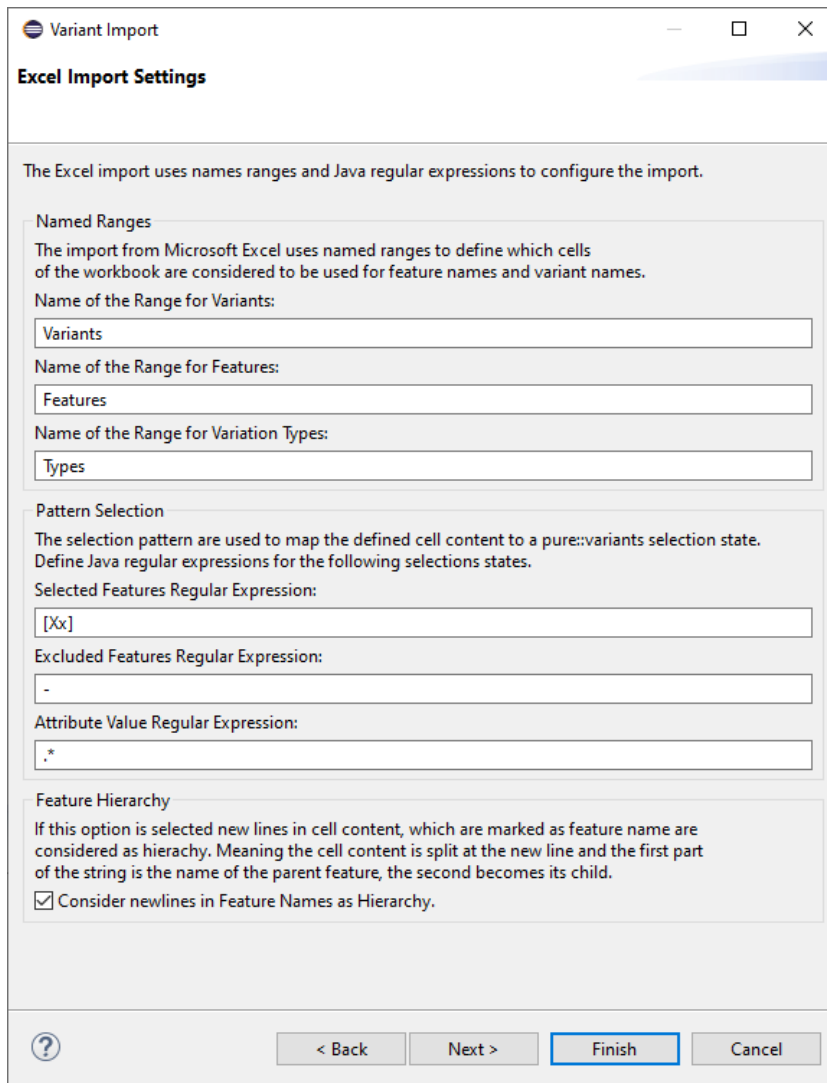 Variant Import
Excel Import Settings
The Excel import uses names ranges and Java regular expressions to configure the import.
Named Ranges
The import from Microsoft Excel uses named ranges to define which cells
of the workbook are considered to be used for feature names and variant names.
Name of the Range for Variants:
Variants
Name of the Range for Features:
Features
Name of the Range for Variation Types:
Types
Pattern Selection
The selection pattern are used to map the defined cell content to a pure::variants selection state.
Define Java regular expressions for the following selections states.
Selected Features Regular Expression:
[Xx]
Excluded Features Regular Expression:
-
Attribute Value Regular Expression:
.*
Feature Hierarchy
If this option is selected new lines in cell content, which are marked as feature name are
considered as hierachy. Meaning the cell content is split at the new line and the first part
of the string is the name of the parent feature, the second becomes its child.
Consider newlines in Feature Names as Hierarchy.
?
< Back
Next >
Finish
Cancel